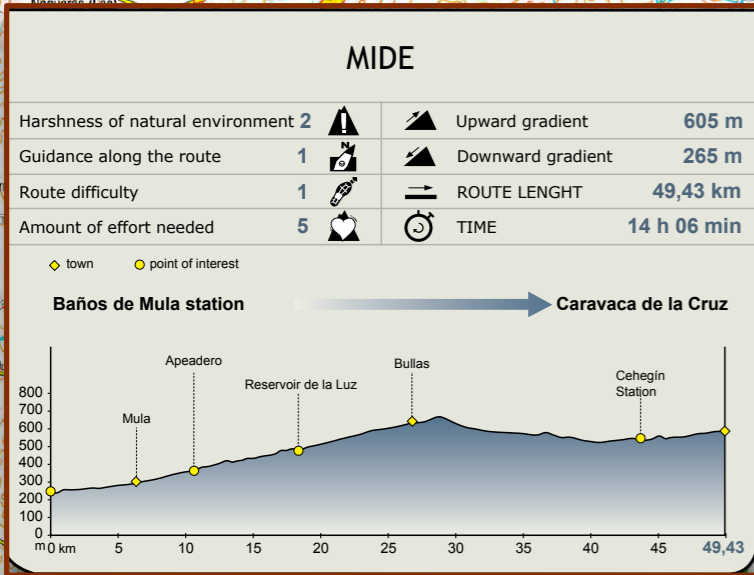 Nogueras (Las)
MIDE
Harshness of natural environment 2
Guidance along the route 1
N
Route difficulty 1
Amount of effort needed 5
Upward gradient 605 m
Downward gradient 265 m
ROUTE LENGHT 49,43 km
TIME 14 h 06 min
town
point of interest
Baños de Mula station
Caravaca de la Cruz
Apeadero
Bullas
Cehegín
Station
Reservoir de la Luz
Mula
800
700
600
500
400
300
200
100
0
m 0 km 5 10 15 20 25 30 35 40 45 49,43